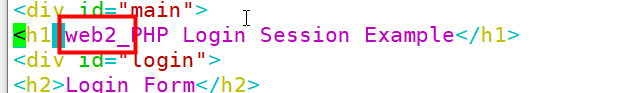 <div id="main">
<h1>web2_PHP Login Session Example</h1>
<div id="login">
<h2>Login Form</h2>